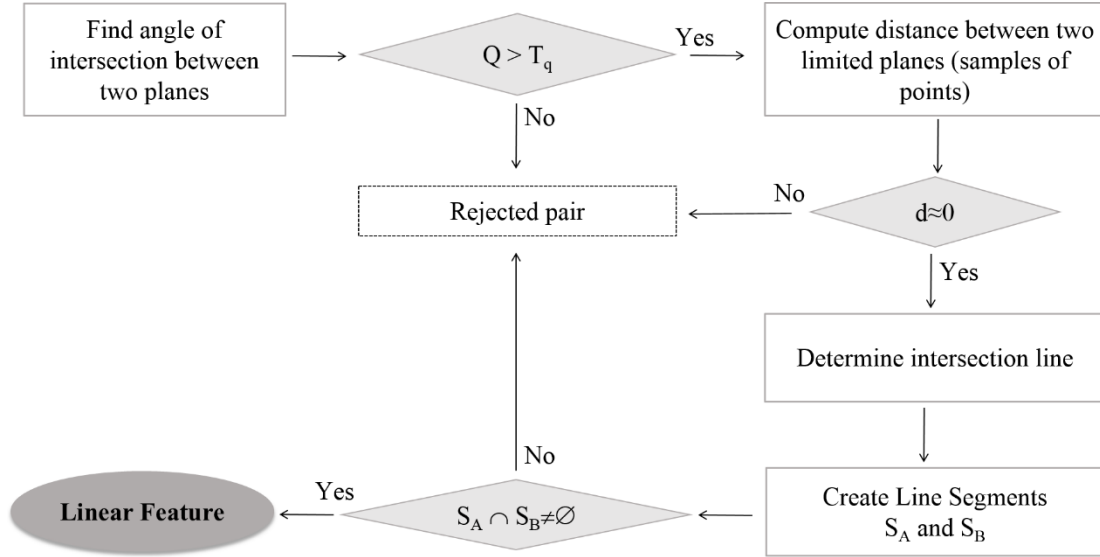 Find angle of
intersection between
two planes
Q > T_q
Yes
Compute distance between two
limited planes (samples of
points)
No
Rejected pair
No
d≈0
Yes
Determine intersection line
Create Line Segments
S_A and S_B
No
S_A ∩ S_B≠∅
Yes
Linear Feature